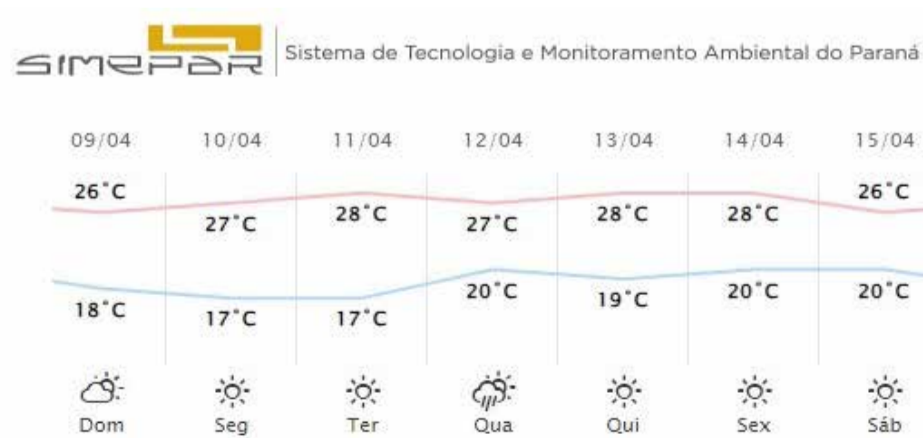 SIMEPAR
Sistema de Tecnologia e Monitoramento Ambiental do Paraná
09/04 10/04 11/04 12/04 13/04 14/04 15/04
26°C 27°C 28°C 27°C 28°C 28°C 26°C
18°C 17°C 17°C 20°C 19°C 20°C 20°C
Dom Seg Ter Qua Qui Sex Sáb